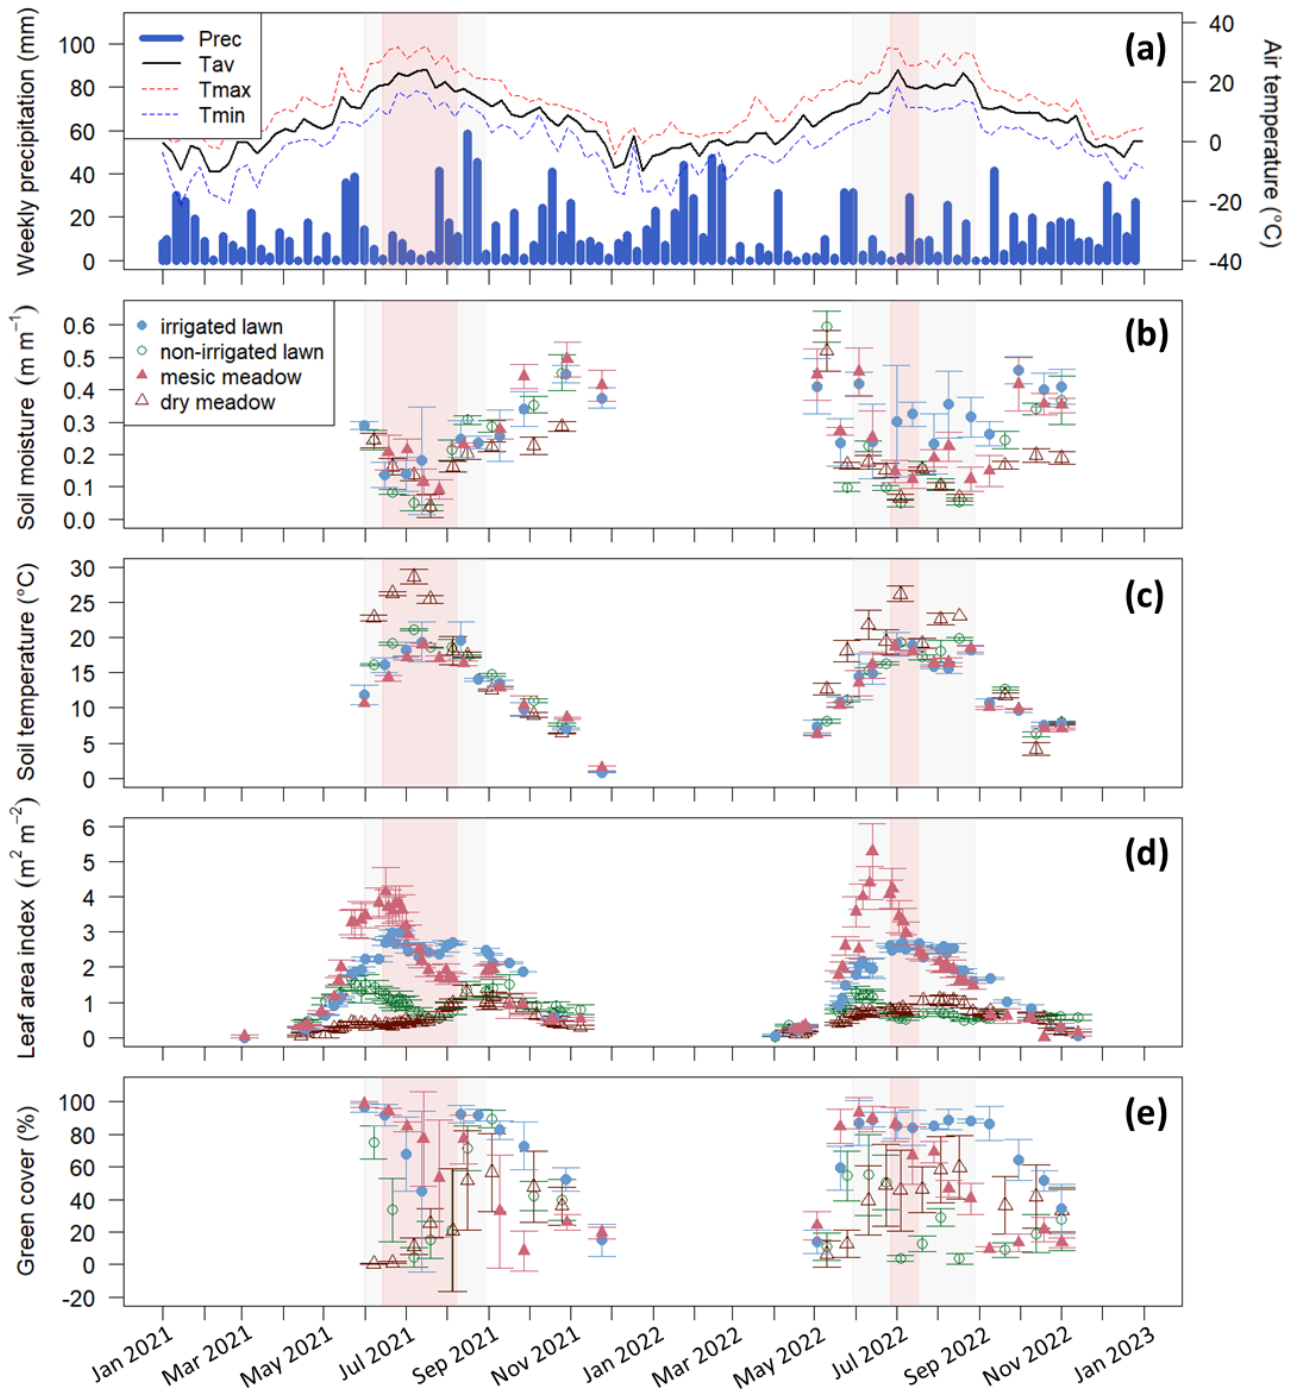 (a)
Weekly precipitation (mm)
100
80
60
40
20
0
Prec
Tav
Tmax
Tmin
40
20
0
-20
-40
Air temperature (°C)
(b)
Soil moisture (m m⁻¹)
0.6
0.5
0.4
0.3
0.2
0.1
0.0
irrigated lawn
non-irrigated lawn
mesic meadow
dry meadow
(c)
Soil temperature (°C)
30
25
20
15
10
5
0
(d)
Leaf area index (m² m⁻²)
6
5
4
3
2
1
0
(e)
Green cover (%)
100
80
60
40
20
0
-20
Jan 2021
Mar 2021
May 2021
Jul 2021
Sep 2021
Nov 2021
Jan 2022
Mar 2022
May 2022
Jul 2022
Sep 2022
Nov 2022
Jan 2023